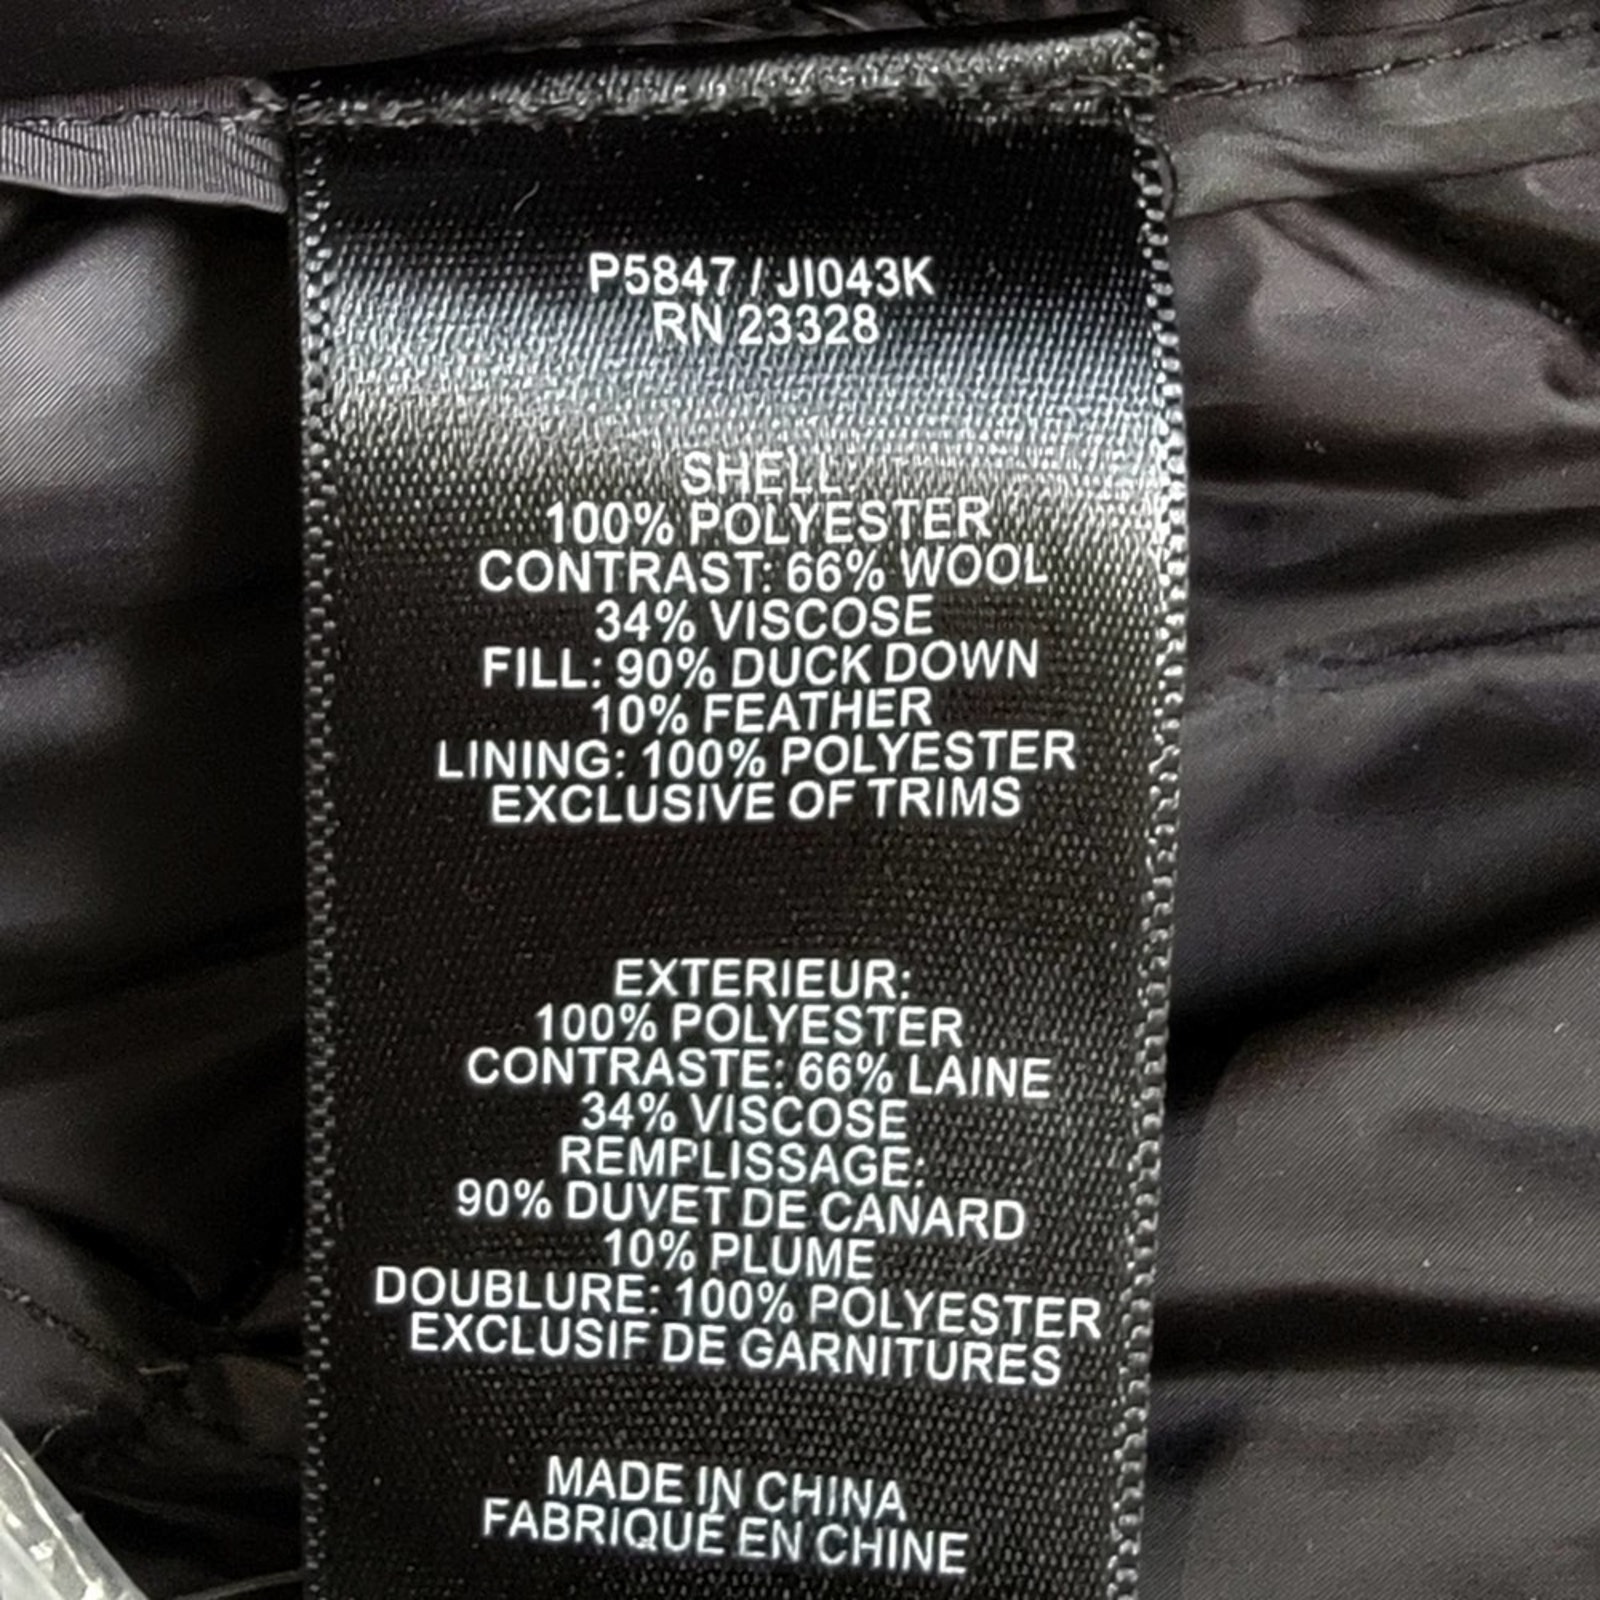 P5847 / JI043K
RN 23328
SHELL
100% POLYESTER
CONTRAST: 66% WOOL
34% VISCOSE
FILL: 90% DUCK DOWN
10% FEATHER
LINING: 100% POLYESTER
EXCLUSIVE OF TRIMS
EXTERIEUR:
100% POLYESTER
CONTRASTE: 66% LAINE
34% VISCOSE
REMPLISSAGE:
90% DUVET DE CANARD
10% PLUME
DOUBLURE: 100% POLYESTER
EXCLUSIF DE GARNITURES
MADE IN CHINA
FABRIQUE EN CHINE